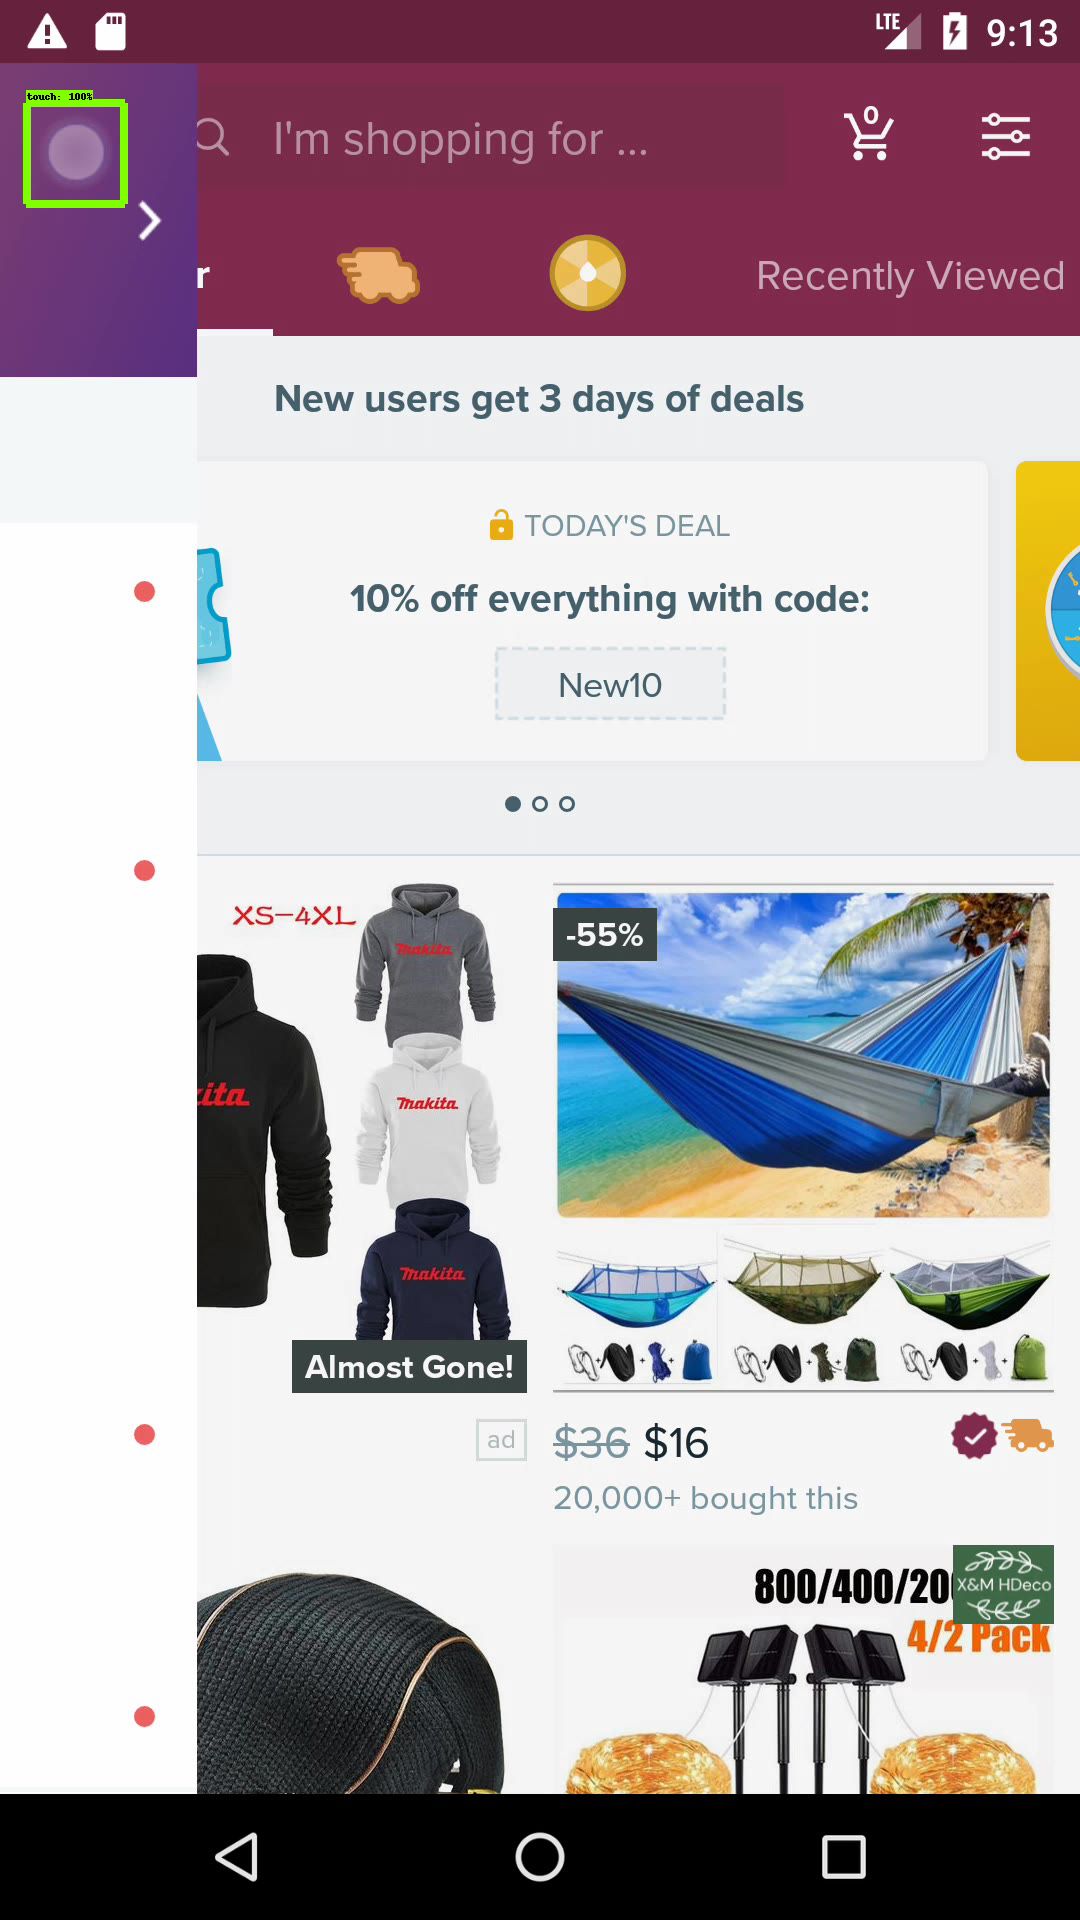 LTE 9:13
touch: 100%
0
I'm shopping for ...
r
Recently Viewed
New users get 3 days of deals
TODAY'S DEAL
10% off everything with code:
New10
XS-4XL
makita
-55%
makita
kita
makita
Almost Gone!
ad
$36 $16
20,000+ bought this
800/400/20
X&M HDeco
4/2 Pack